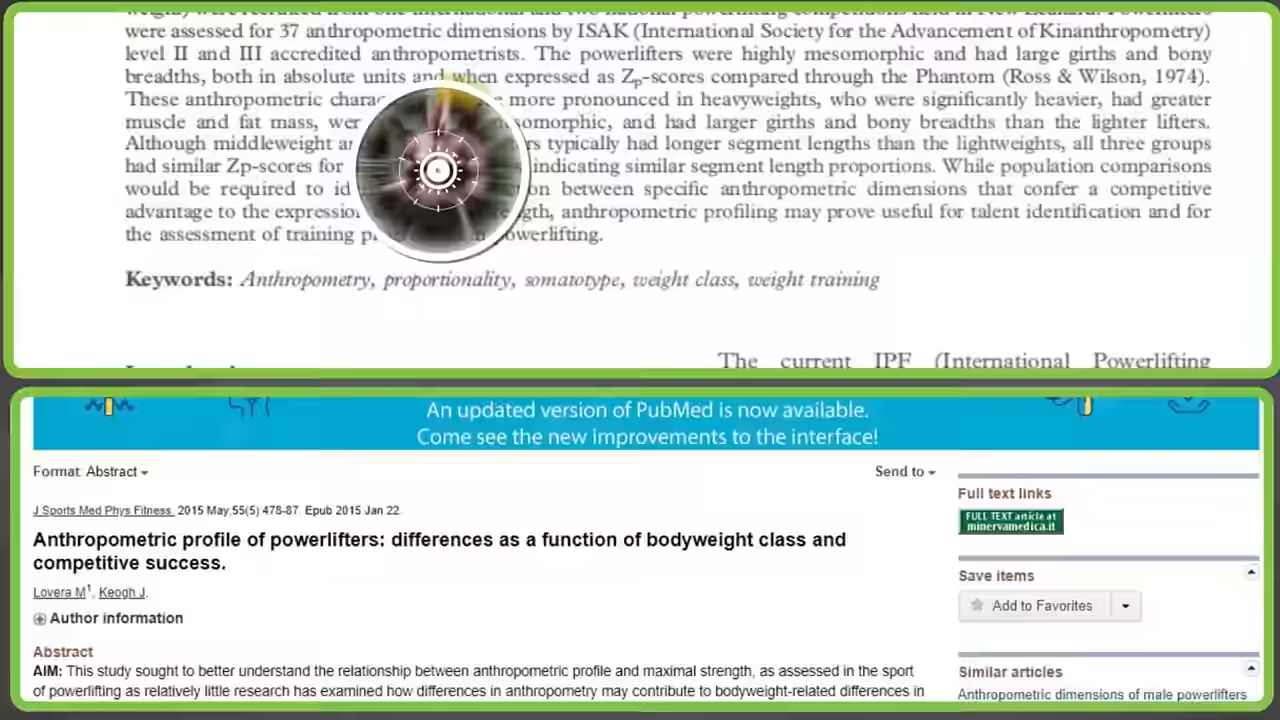 were assessed for 37 anthropometric dimensions by ISAK (International Society for the Advancement of Kinanthropometry)
level II and III accredited anthropometrists. The powerlifters were highly mesomorphic and had large girths and bony
breadths, both in absolute units and when expressed as Zp-scores compared through the Phantom (Ross & Wilson, 1974).
These anthropometric more pronounced in heavyweights, who were significantly heavier, had greater
muscle and fat mass, and had larger girths and bony breadths than the lighter lifters.
Although middleweight typically had longer segment lengths than the lightweights, all three groups
had similar Zp-scores for indicating similar segment length proportions. While population comparisons
would be required to between specific anthropometric dimensions that confer a competitive
advantage to the anthropometric profiling may prove useful for talent identification and for
the assessment of training powerlifting.
Keywords: Anthropometry, proportionality, somatotype, weight class, weight training
The current IPF (International Powerlifting
An updated version of PubMed is now available.
Come see the new improvements to the interface!
Format: Abstract
Send to
J Sports Med Phys Fitness. 2015 May;55(5):478-87. Epub 2015 Jan 22.
Anthropometric profile of powerlifters: differences as a function of bodyweight class and
competitive success.
Lovera M1, Keogh J.
Author information
Abstract
AIM: This study sought to better understand the relationship between anthropometric profile and maximal strength, as assessed in the sport
of powerlifting as relatively little research has examined how differences in anthropometry may contribute to bodyweight-related differences in
Full text links
FULL-TEXT article at
minervamedica.it
Save items
Add to Favorites
Similar articles
Anthropometric dimensions of male powerlifters